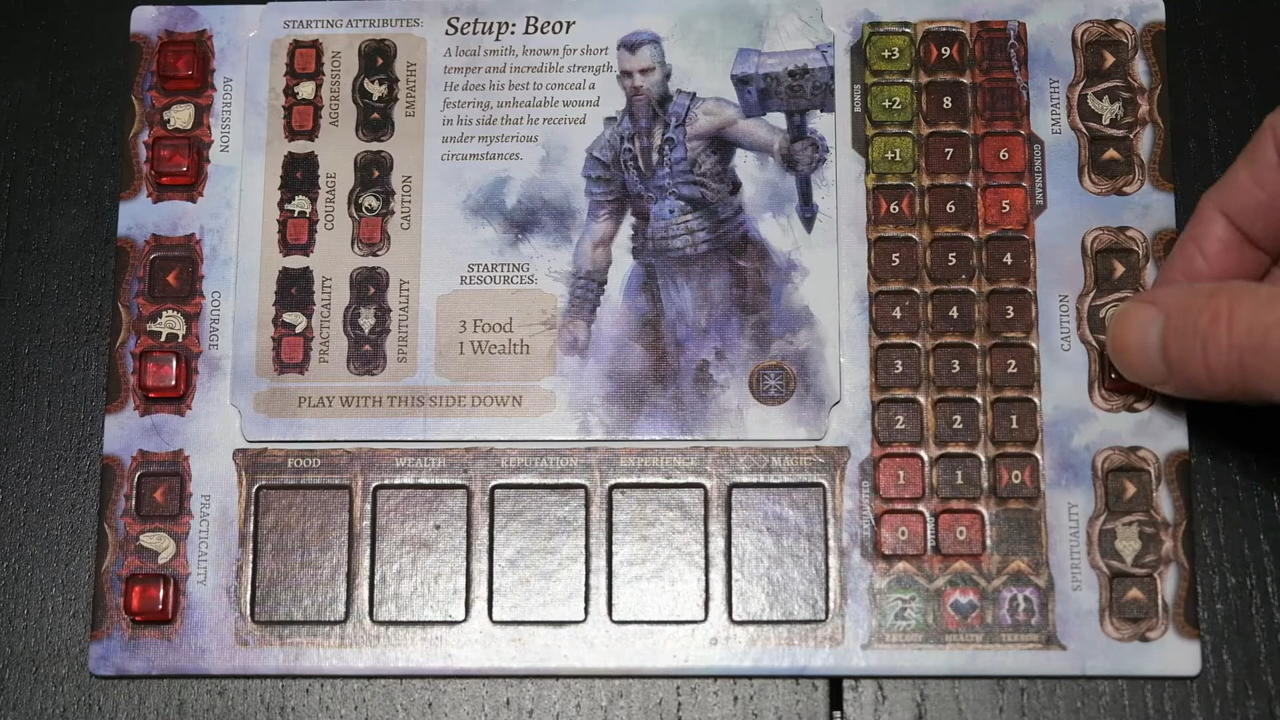 STARTING ATTRIBUTES:
AGGRESSION
EMPATHY
COURAGE
CAUTION
PRACTICALITY
SPIRITUALITY
Setup: Beor
A local smith, known for short
temper and incredible strength.
He does his best to conceal a
festering, unhealable wound
in his side that he received
under mysterious
circumstances.
STARTING
RESOURCES:
3 Food
1 Wealth
PLAY WITH THIS SIDE DOWN
AGGRESSION
COURAGE
PRACTICALITY
FOOD
WEALTH
REPUTATION
EXPERIENCE
MAGIC
BONUS
+3 9
+2 8
+1 7 6
6 6 5
5 5 4
4 4 3
3 3 2
2 2 1
1 1 0
0 0
GOING INSANE
EXHAUSTED
DYING
ENERGY
HEALTH
TERROR
EMPATHY
CAUTION
SPIRITUALITY